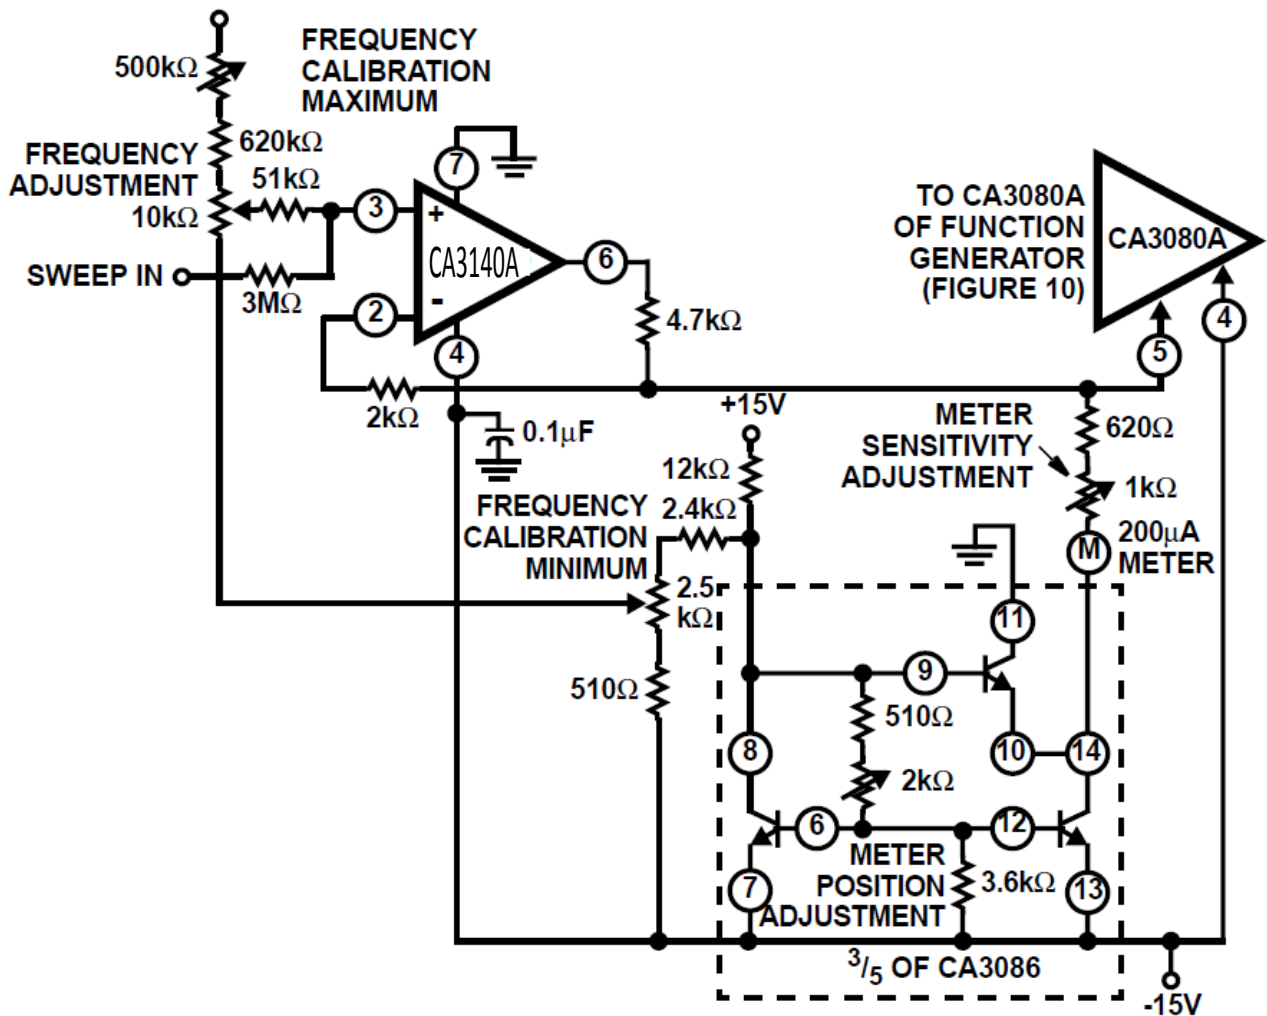 500kΩ
FREQUENCY
CALIBRATION
MAXIMUM
620kΩ
FREQUENCY
ADJUSTMENT
10kΩ
51kΩ
SWEEP IN
3MΩ
7
3
+
CA3140A
6
2
-
4
4.7kΩ
2kΩ
0.1μF
TO CA3080A
OF FUNCTION
GENERATOR
(FIGURE 10)
CA3080A
4
5
+15V
12kΩ
2.4kΩ
FREQUENCY
CALIBRATION
MINIMUM
2.5
kΩ
510Ω
METER
SENSITIVITY
ADJUSTMENT
620Ω
1kΩ
M
200μA
METER
11
9
510Ω
10
14
8
2kΩ
6
12
METER
POSITION
ADJUSTMENT
7
3.6kΩ
13
3/5 OF CA3086
-15V